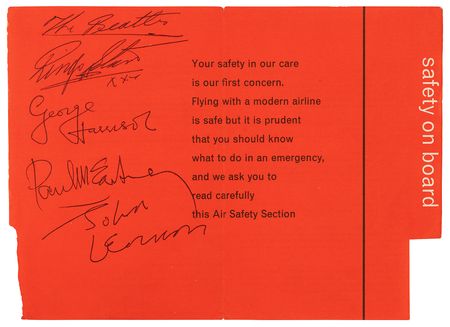 The Beatles
Ringo Starr
xxx
George
Harrison
Paul McCartney
John
Lennon
Your safety in our care
is our first concern.
Flying with a modern airline
is safe but it is prudent
that you should know
what to do in an emergency,
and we ask you to
read carefully
this Air Safety Section
safety on board